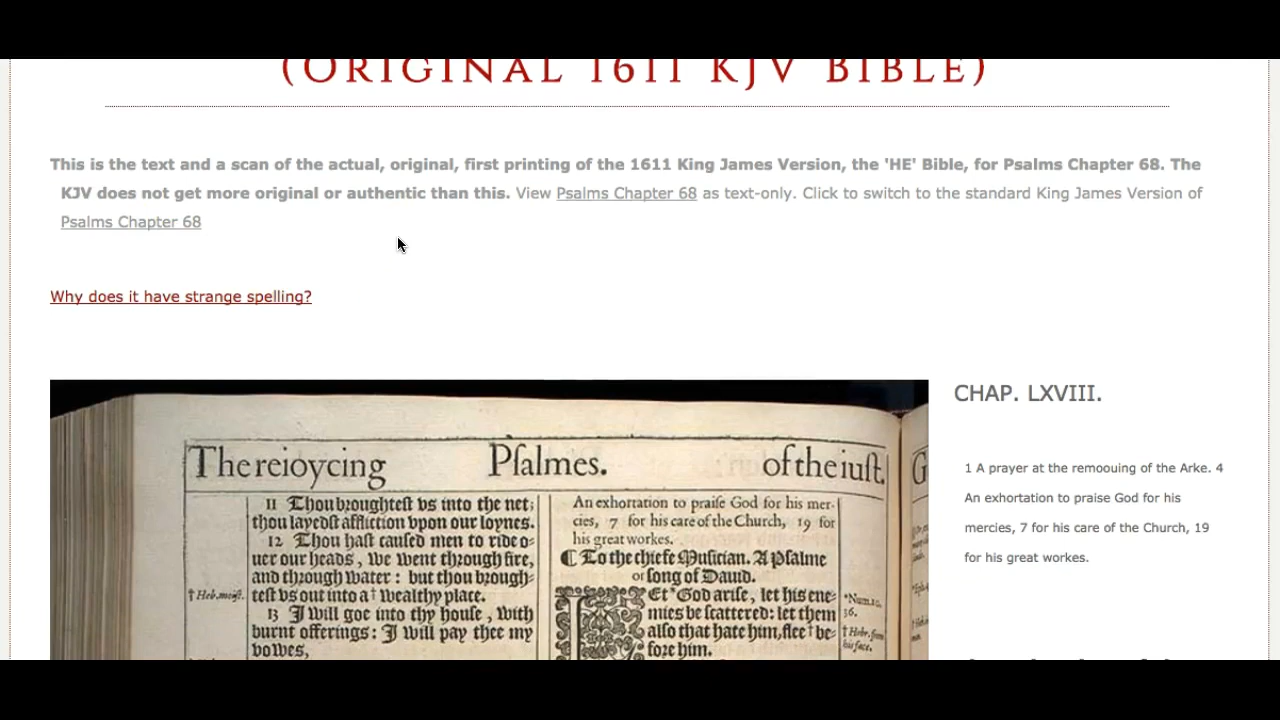 (ORIGINAL 1611 KJV BIBLE)
This is the text and a scan of the actual, original, first printing of the 1611 King James Version, the 'HE' Bible, for Psalms Chapter 68. The
KJV does not get more original or authentic than this. View Psalms Chapter 68 as text-only. Click to switch to the standard King James Version of
Psalms Chapter 68
Why does it have strange spelling?
The reioycing Pſalmes. of the iuſt.
11 Thou broughteſt vs into the net;
thou layedſt affliction vpon our loynes.
12 Thou haſt cauſed men to ride o-
uer our heads, we went through fire,
and through water: but thou brough-
teſt vs out into a † wealthy place.
† Heb. moiſt.
13 I will goe into thy houſe, with
burnt offerings: I will pay thee my
vowes,
An exhortation to praiſe God for his mer-
cies, 7 for his care of the Church, 19 for
his great workes.
¶ To the chiefe Muſician. A Pſalme
or ſong of Dauid.
LEt * God ariſe, let his ene-
mies be ſcattered: let them
alſo that hate him, flee † be-
fore him.
*Num.10.
36.
† Hebr. from
his face.
CHAP. LXVIII.
1 A prayer at the remoouing of the Arke. 4
An exhortation to praise God for his
mercies, 7 for his care of the Church, 19
for his great workes.